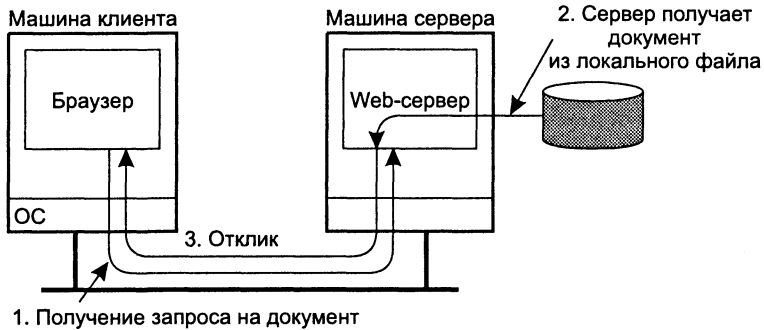 Машина клиента
Машина сервера
2. Сервер получает
документ
из локального файла
Браузер
Web-сервер
ОС
3. Отклик
1. Получение запроса на документ